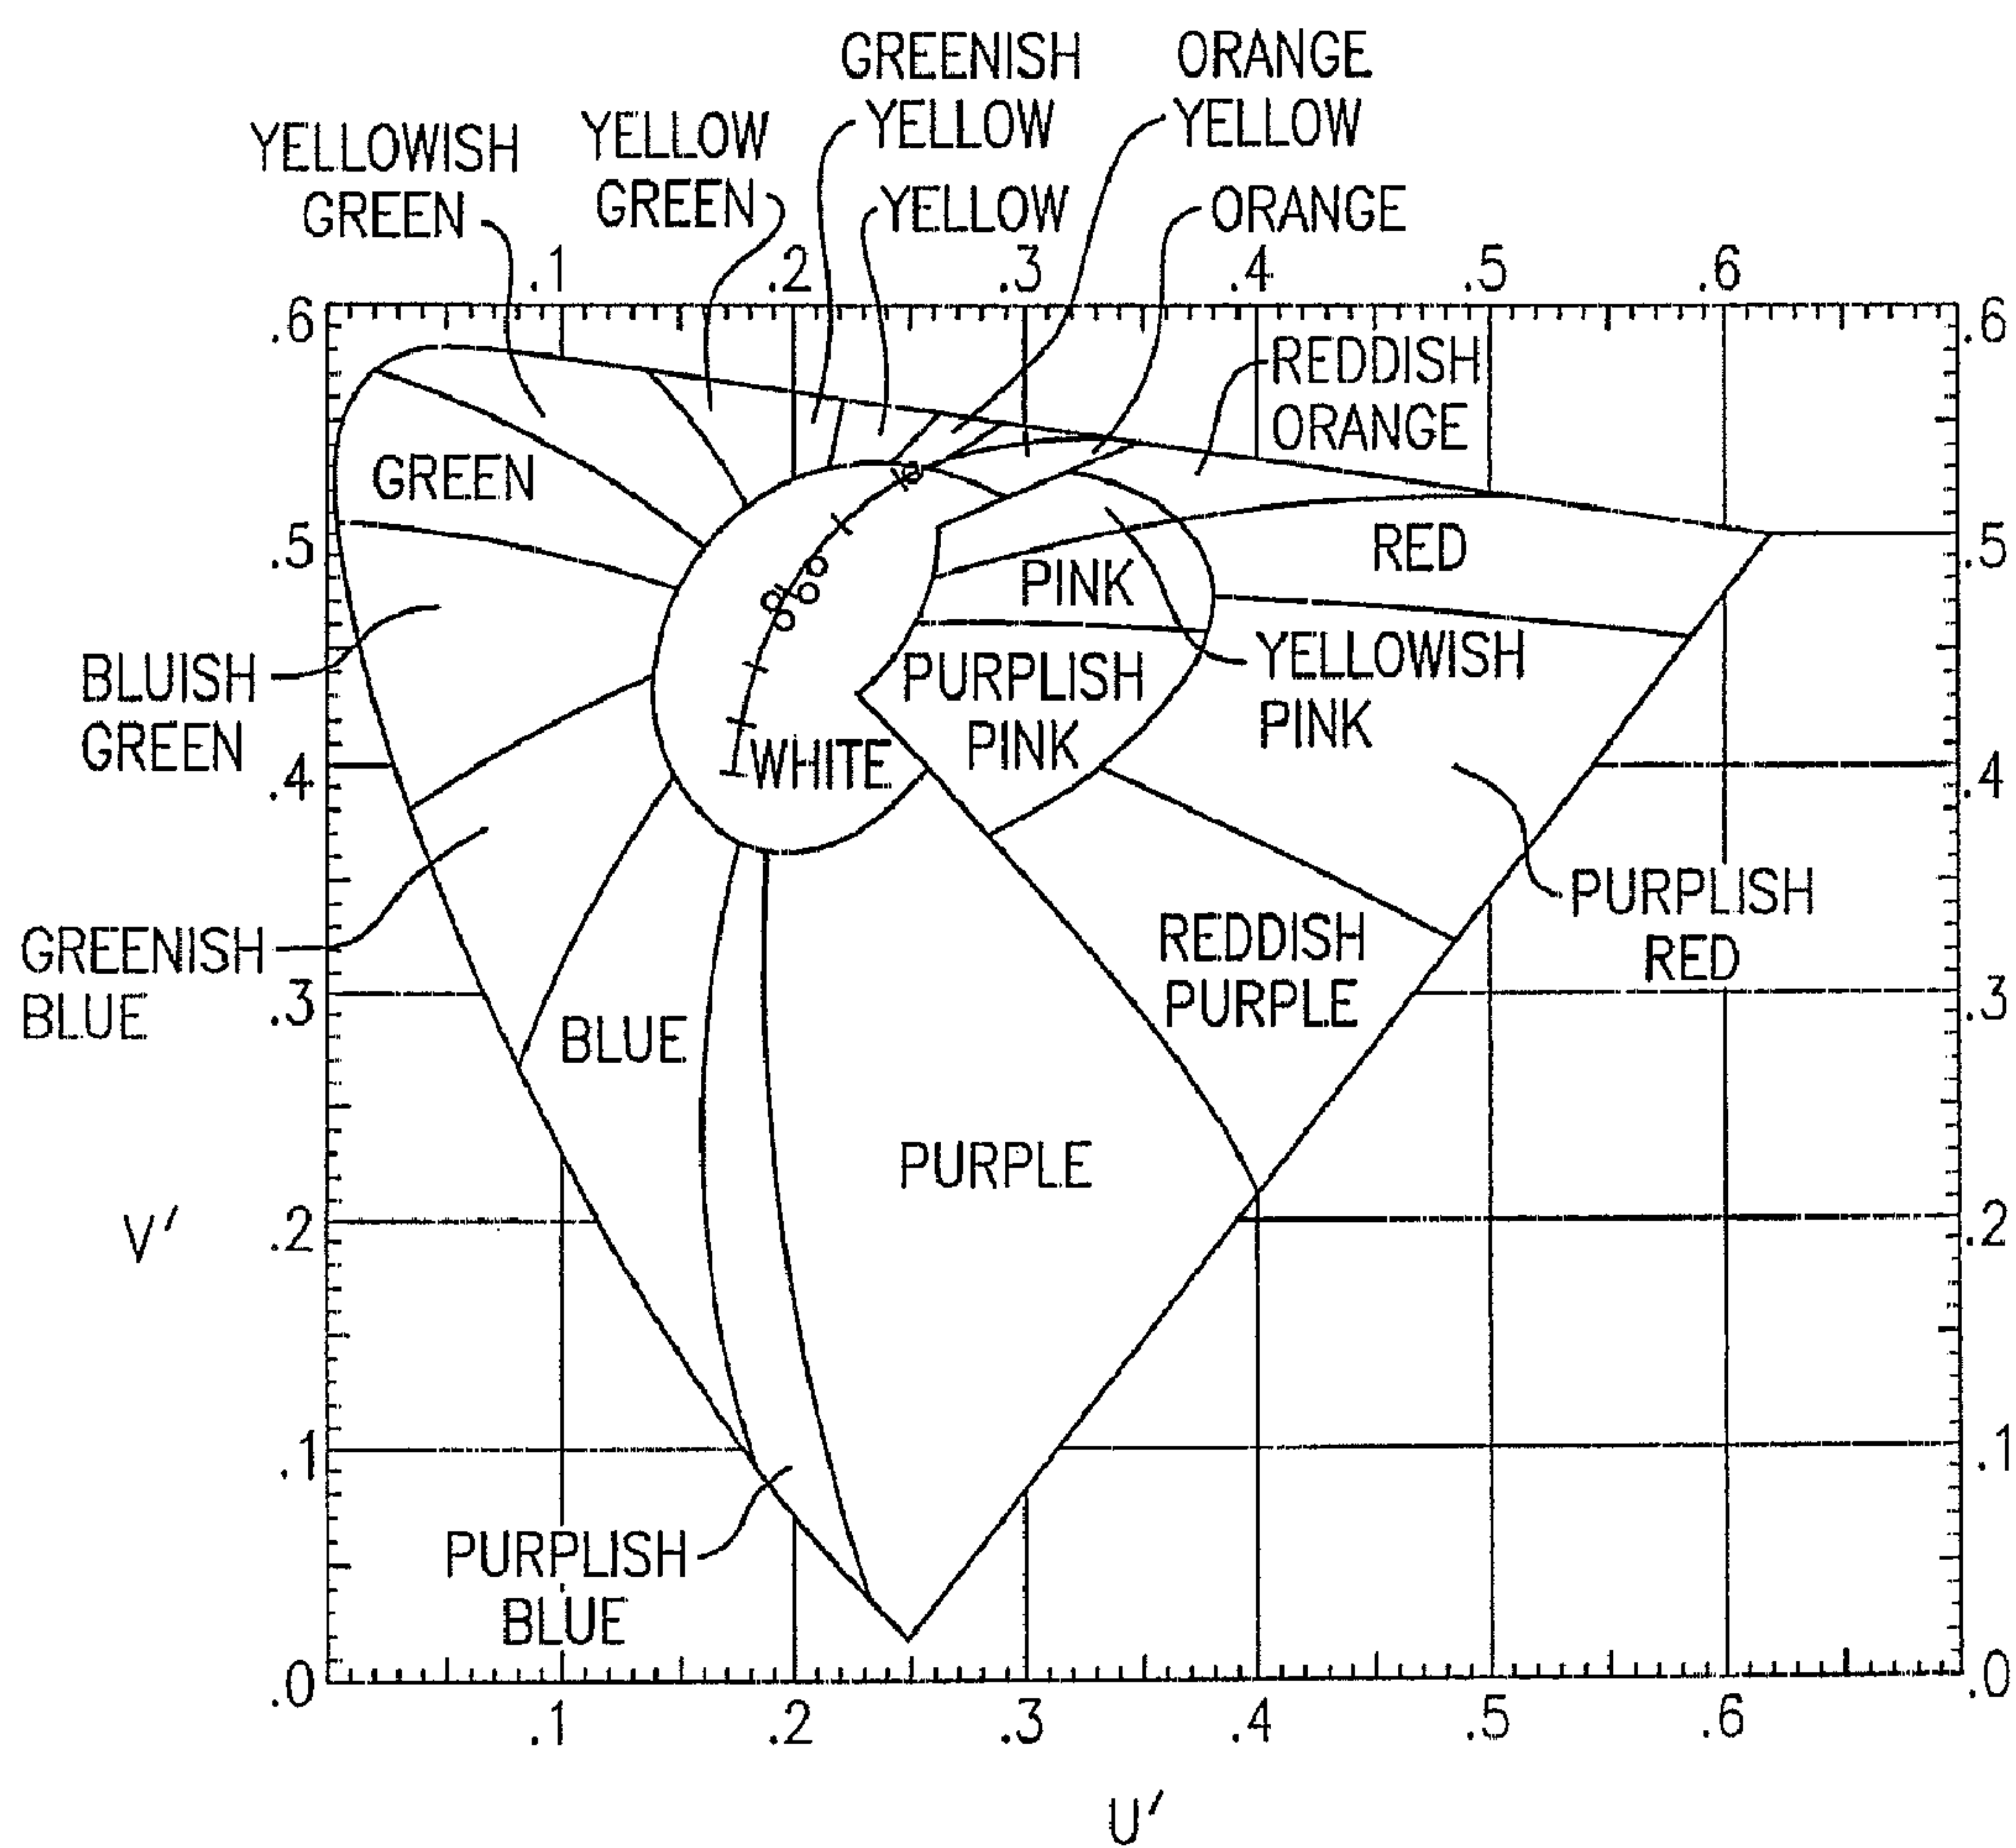 GREENISH
YELLOW
ORANGE
YELLOW
YELLOWISH
GREEN
YELLOW
GREEN
YELLOW
ORANGE
.1 .2 .3 .4 .5 .6
.6 .6
REDDISH
ORANGE
GREEN
.5 .5
RED
PINK
BLUISH
GREEN
PURPLISH
PINK
YELLOWISH
PINK
WHITE
.4 .4
PURPLISH
RED
GREENISH
BLUE
REDDISH
PURPLE
.3 .3
BLUE
PURPLE
V' .2 .2
.1 .1
PURPLISH
BLUE
.0 .0
.1 .2 .3 .4 .5 .6
U'